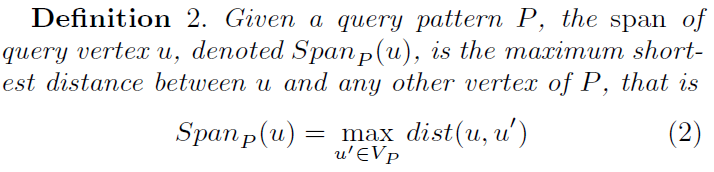 Definition 2. Given a query pattern P, the span of
query vertex u, denoted Span_P(u), is the maximum short-
est distance between u and any other vertex of P, that is
Span_P(u) = max_{u'∈V_P} dist(u, u') (2)